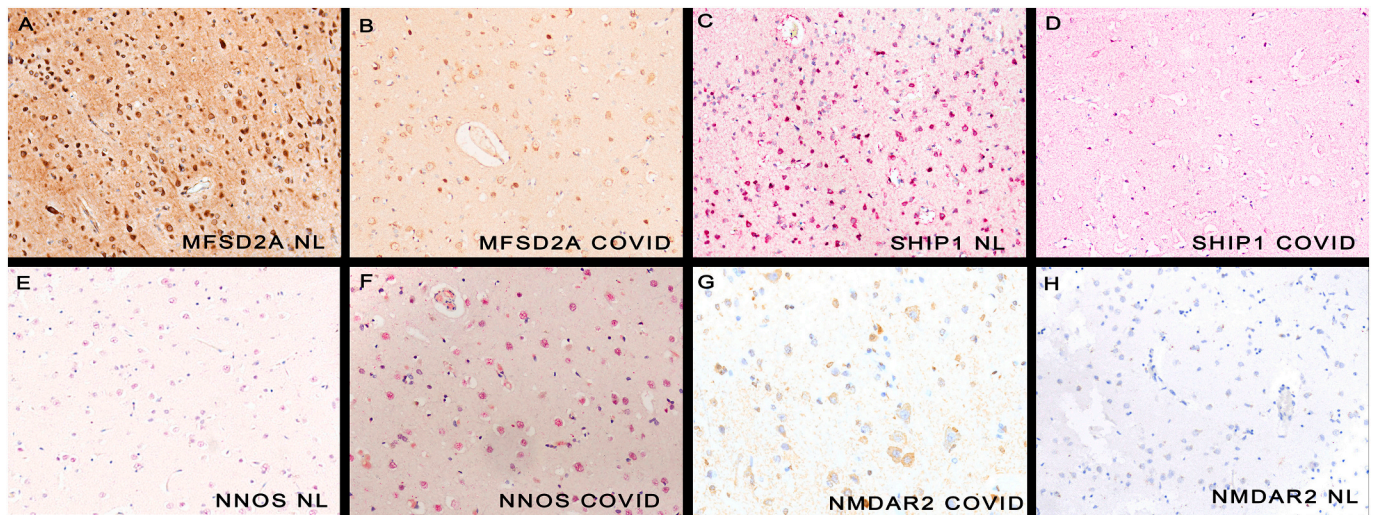 A
MFSD2A NL
B
MFSD2A COVID
C
SHIP1 NL
D
SHIP1 COVID
E
NNOS NL
F
NNOS COVID
G
NMDAR2 COVID
H
NMDAR2 NL